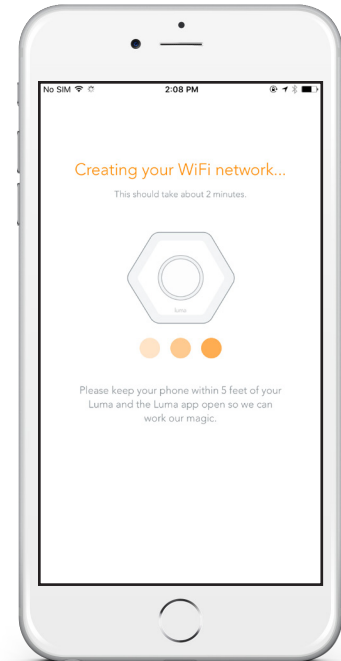 No SIM 2:08 PM
Creating your WiFi network...
This should take about 2 minutes.
luma
Please keep your phone within 5 feet of your
Luma and the Luma app open so we can
work our magic.